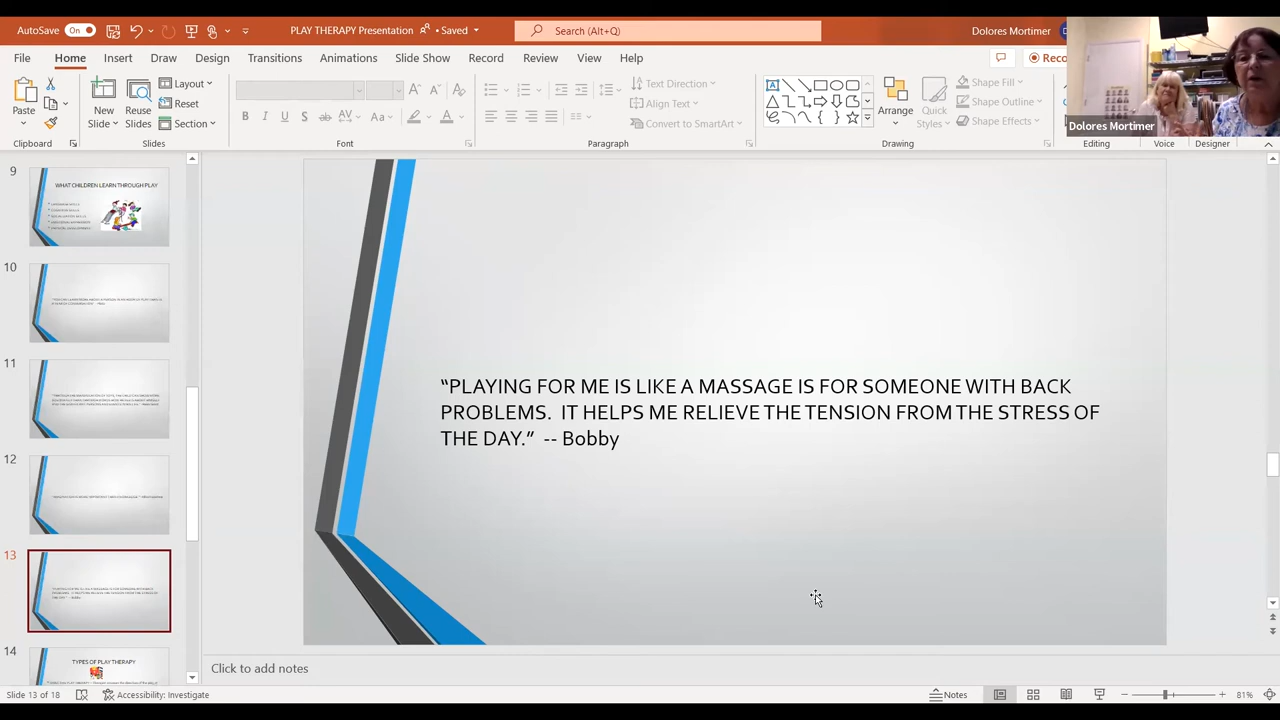 AutoSave On PLAY THERAPY Presentation • Saved Search (Alt+Q) Dolores Mortimer
File Home Insert Draw Design Transitions Animations Slide Show Record Review View Help
Paste
New Slide
Reuse Slides
Layout
Reset
Section
Text Direction
Align Text
Convert to SmartArt
Arrange
Quick Styles
Shape Fill
Shape Outline
Shape Effects
Dolores Mortimer
Clipboard Slides Font Paragraph Drawing Editing Voice Designer
9
WHAT CHILDREN LEARN THROUGH PLAY
10
11
12
13
14
TYPES OF PLAY THERAPY
“PLAYING FOR ME IS LIKE A MASSAGE IS FOR SOMEONE WITH BACK
PROBLEMS. IT HELPS ME RELIEVE THE TENSION FROM THE STRESS OF
THE DAY.” -- Bobby
Click to add notes
Slide 13 of 18 Accessibility: Investigate Notes 81%